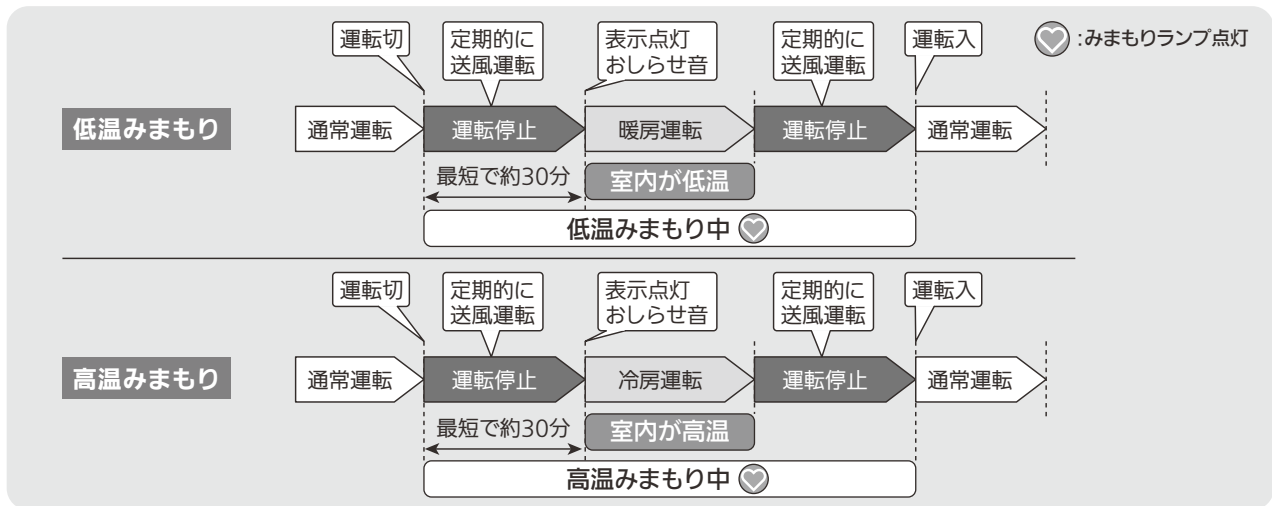 :みまもりランプ点灯
運転切
定期的に
送風運転
表示点灯
おしらせ音
定期的に
送風運転
運転入
低温みまもり
通常運転
運転停止
暖房運転
運転停止
通常運転
最短で約30分
室内が低温
低温みまもり中
運転切
定期的に
送風運転
表示点灯
おしらせ音
定期的に
送風運転
運転入
高温みまもり
通常運転
運転停止
冷房運転
運転停止
通常運転
最短で約30分
室内が高温
高温みまもり中